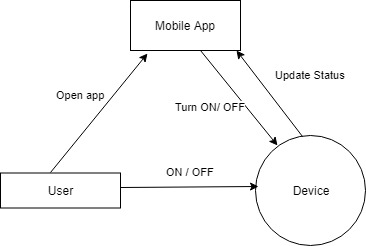 Mobile App
Update Status
Open app
Turn ON/ OFF
ON / OFF
User
Device